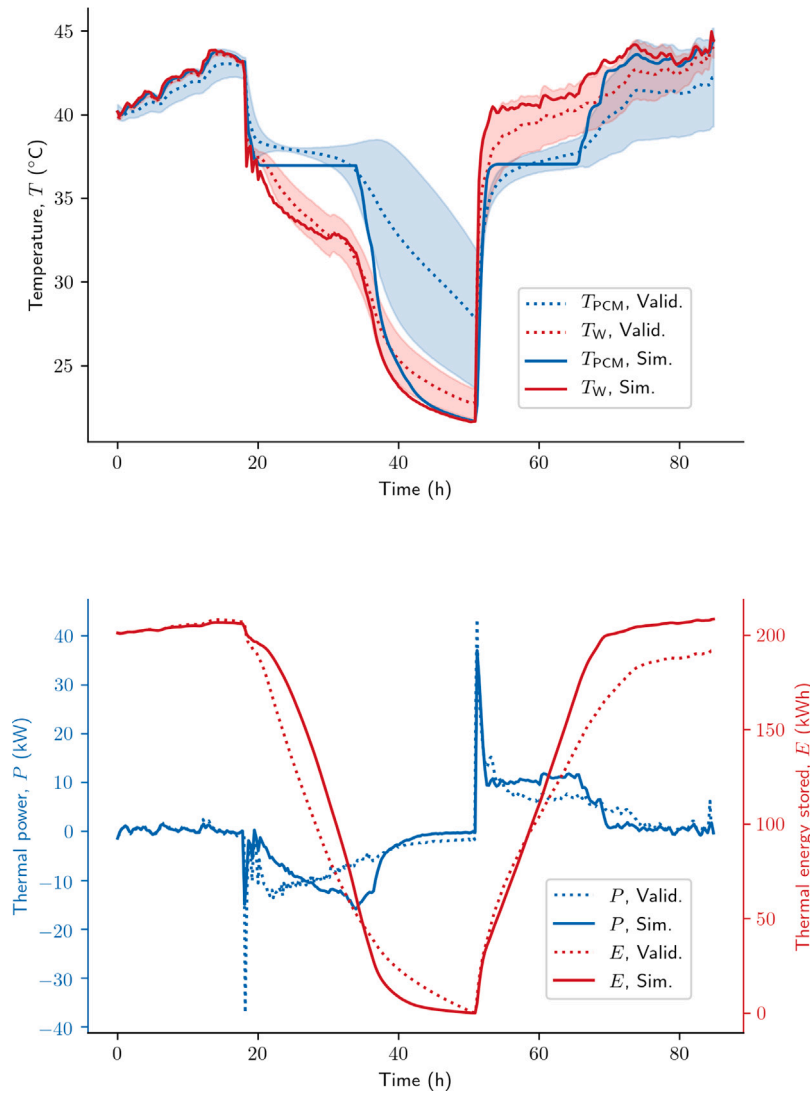 45
40
35
30
25
Temperature, T (°C)
T_PCM, Valid.
T_W, Valid.
T_PCM, Sim.
T_W, Sim.
0 20 40 60 80
Time (h)
40
30
20
10
0
−10
−20
−30
−40
Thermal power, P (kW)
200
150
100
50
0
Thermal energy stored, E (kWh)
P, Valid.
P, Sim.
E, Valid.
E, Sim.
0 20 40 60 80
Time (h)